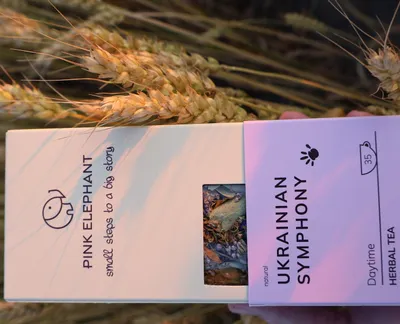 PINK ELEPHANT
small steps to a big story
natural
UKRAINIAN
SYMPHONY
35
Daytime
HERBAL TEA